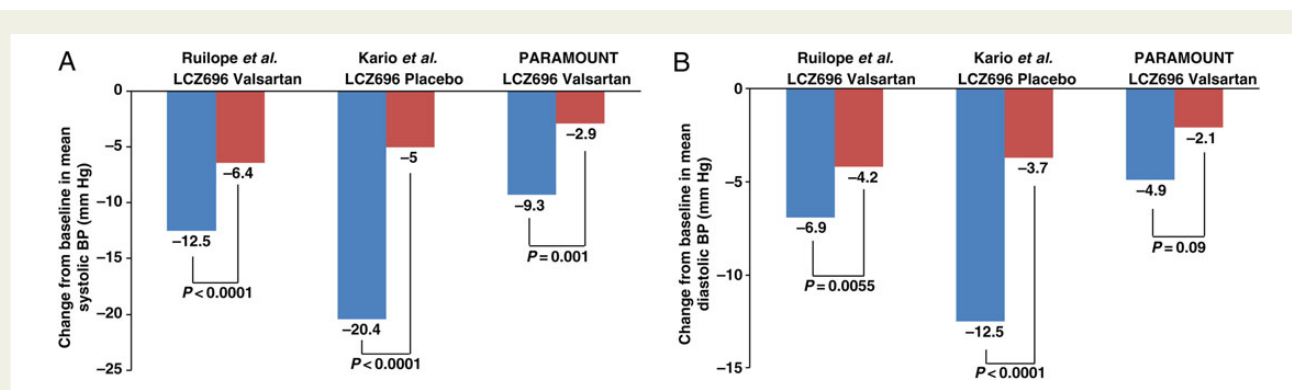 A
Ruilope et al.
LCZ696 Valsartan
Kario et al.
LCZ696 Placebo
PARAMOUNT
LCZ696 Valsartan
Change from baseline in mean
systolic BP (mm Hg)
0
−5
−10
−15
−20
−25
−12.5
−6.4
P < 0.0001
−20.4
−5
P < 0.0001
−9.3
−2.9
P = 0.001
B
Ruilope et al.
LCZ696 Valsartan
Kario et al.
LCZ696 Placebo
PARAMOUNT
LCZ696 Valsartan
Change from baseline in mean
diastolic BP (mm Hg)
0
−5
−10
−15
−6.9
−4.2
P = 0.0055
−12.5
−3.7
P < 0.0001
−4.9
−2.1
P = 0.09